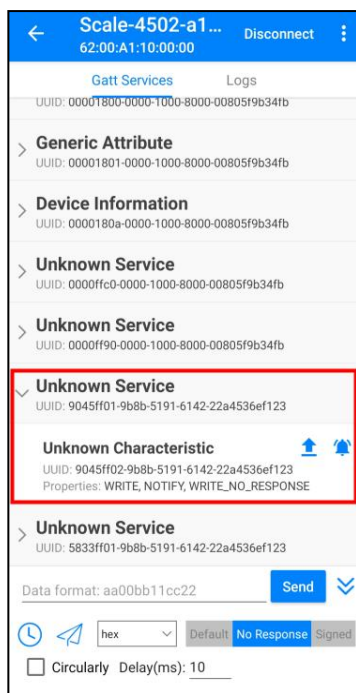 Scale-4502-a1...
Disconnect
62:00:A1:10:00:00
Gatt Services
Logs
UUID: 00001800-0000-1000-8000-00805f9b34fb
Generic Attribute
UUID: 00001801-0000-1000-8000-00805f9b34fb
Device Information
UUID: 0000180a-0000-1000-8000-00805f9b34fb
Unknown Service
UUID: 0000ffc0-0000-1000-8000-00805f9b34fb
Unknown Service
UUID: 0000ff90-0000-1000-8000-00805f9b34fb
Unknown Service
UUID: 9045ff01-9b8b-5191-6142-22a4536ef123
Unknown Characteristic
UUID: 9045ff02-9b8b-5191-6142-22a4536ef123
Properties: WRITE, NOTIFY, WRITE_NO_RESPONSE
Unknown Service
UUID: 5833ff01-9b8b-5191-6142-22a4536ef123
Data format: aa00bb11cc22
Send
hex
Default No Response Signed
Circularly Delay(ms): 10